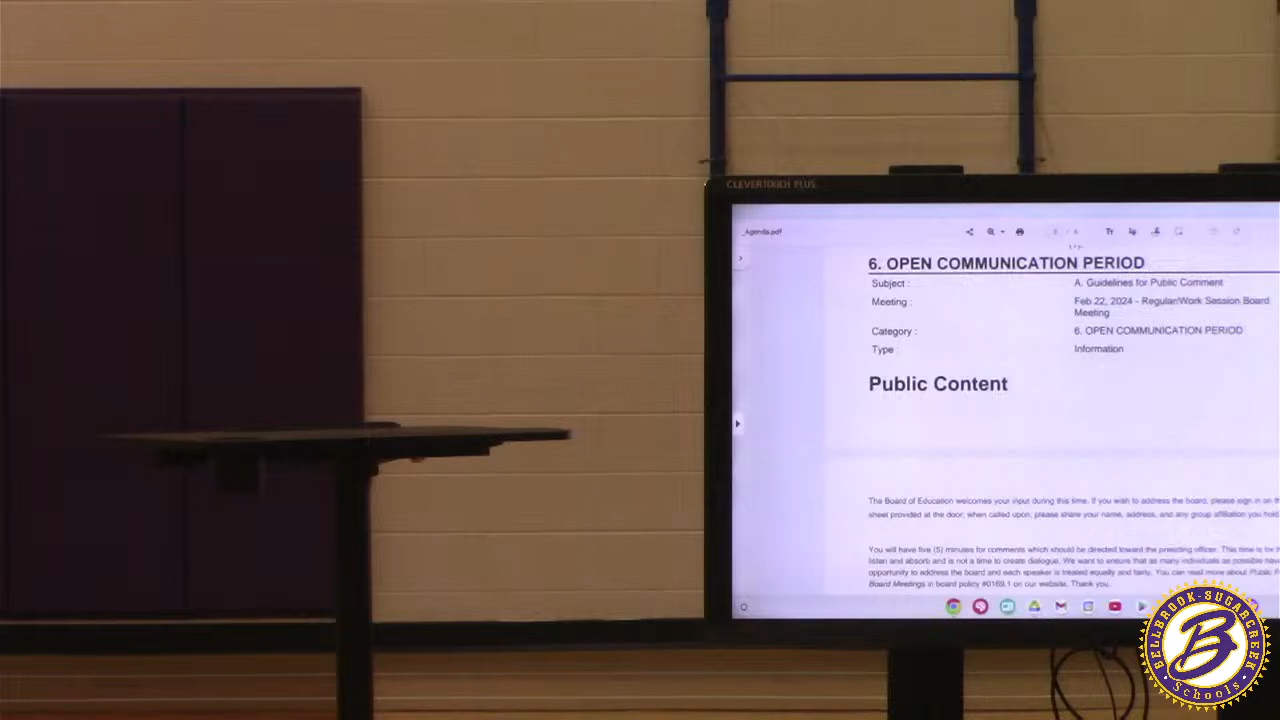 CLEVERTOUCH PLUS
_Agenda.pdf
6. OPEN COMMUNICATION PERIOD
Subject : A. Guidelines for Public Comment
Meeting : Feb 22, 2024 - Regular/Work Session Board
Meeting
Category : 6. OPEN COMMUNICATION PERIOD
Type : Information
Public Content
The Board of Education welcomes your input during this time. If you wish to address the board, please sign in on
sheet provided at the door; when called upon, please share your name, address, and any group affiliation you hold
You will have five (5) minutes for comments which should be directed toward the presiding officer. This time is for
listen and absorb and is not a time to create dialogue. We want to ensure that as many individuals as possible have
opportunity to address the board and each speaker is treated equally and fairly. You can read more about Public
Board Meetings in board policy #0169.1 on our website. Thank you.
BELLBROOK-SUGARCREEK
B
Schools